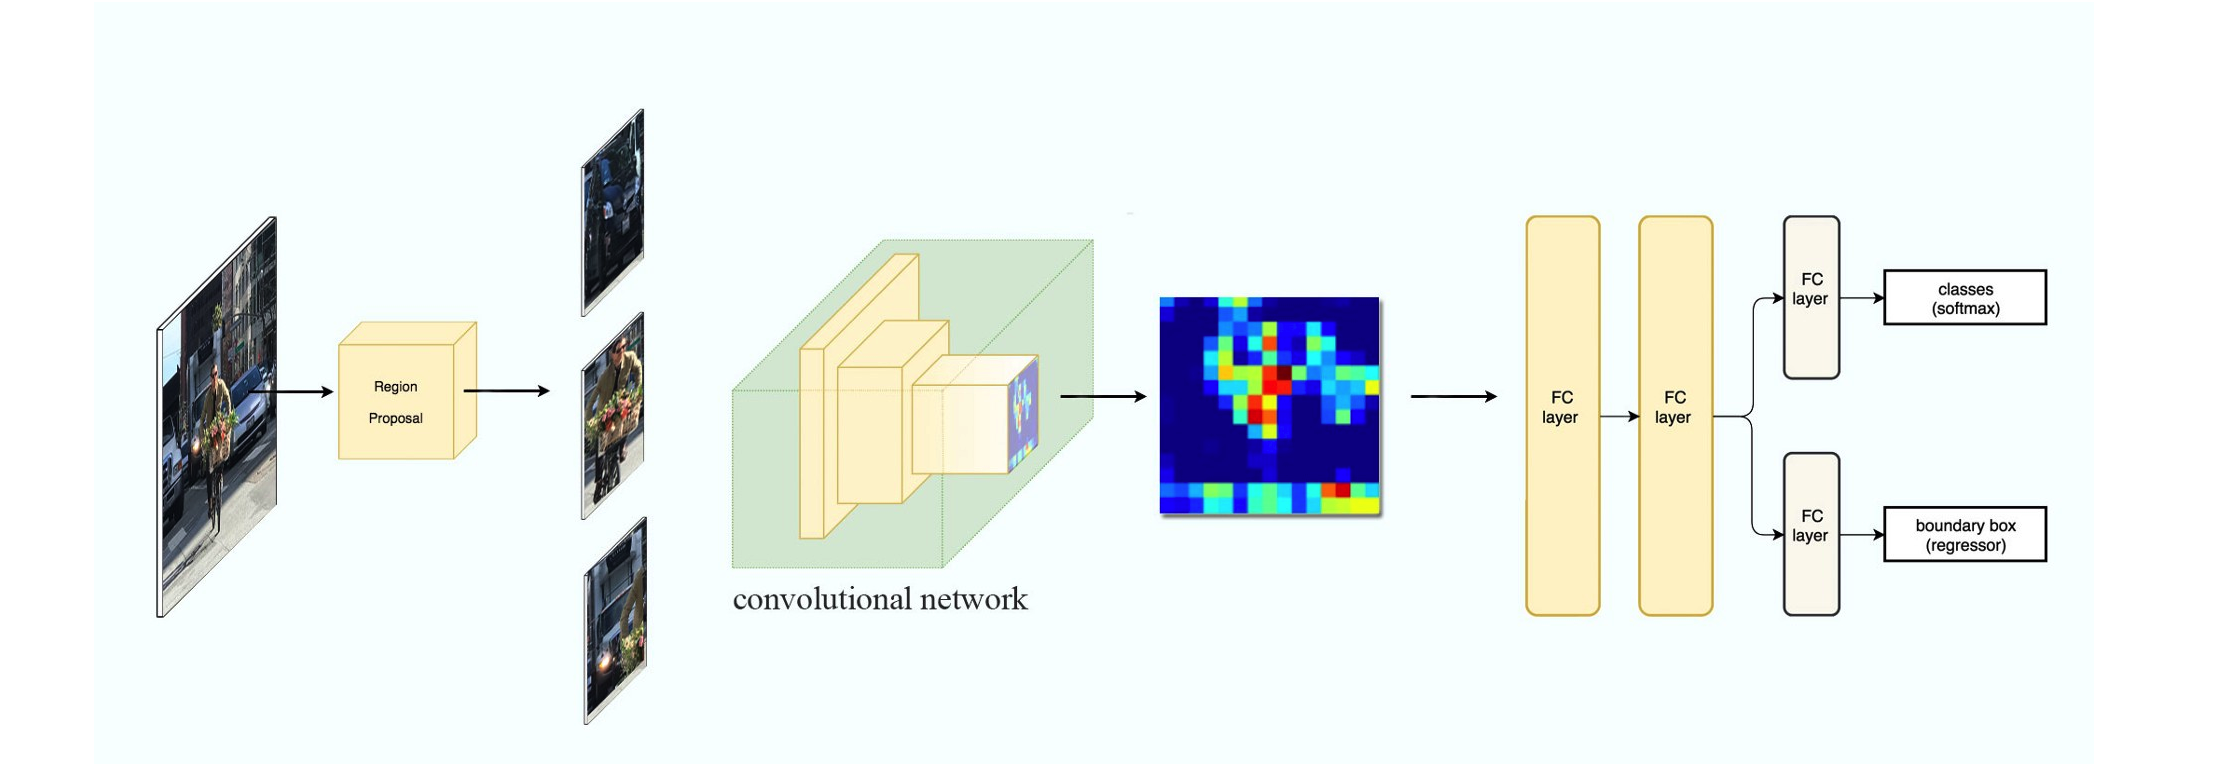 Region
Proposal
convolutional network
FC
layer
FC
layer
FC
layer
classes
(softmax)
FC
layer
boundary box
(regressor)